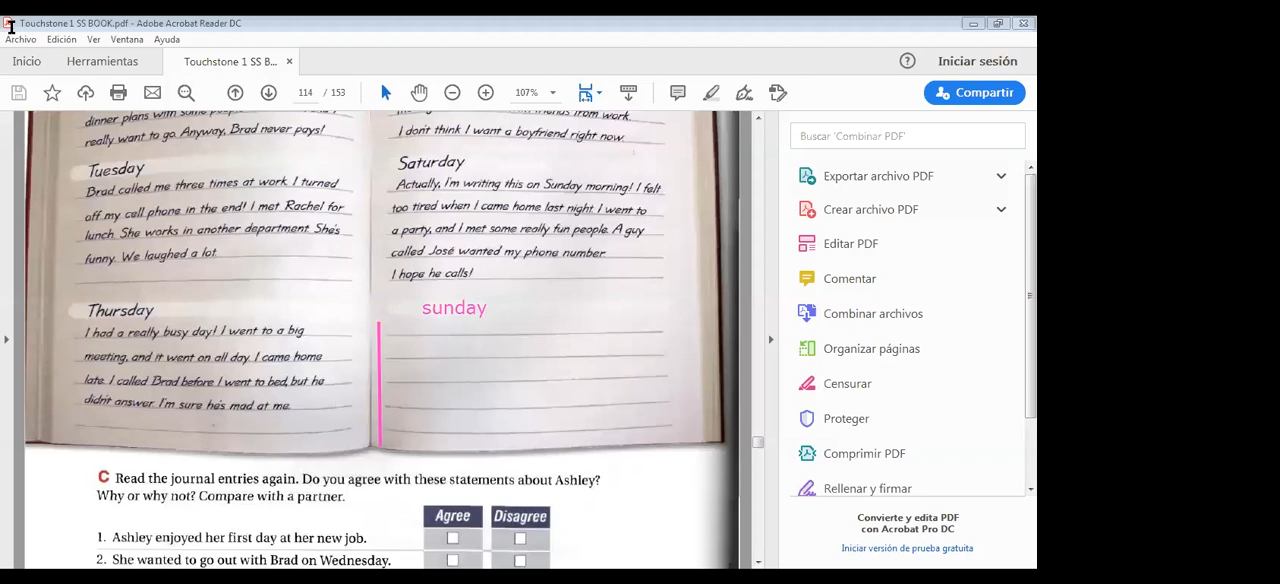 Touchstone 1 SS BOOK.pdf - Adobe Acrobat Reader DC
Archivo Edición Ver Ventana Ayuda
Inicio Herramientas Touchstone 1 SS B... × Iniciar sesión
114 / 153 107% Compartir
really want to go. Anyway, Brad never pays!
Tuesday
Brad called me three times at work. I turned
off my cell phone in the end! I met Rachel for
lunch. She works in another department. She's
funny. We laughed a lot.
Thursday
I had a really busy day! I went to a big
meeting, and it went on all day. I came home
late. I called Brad before I went to bed, but he
didn't answer. I'm sure he's mad at me.
I don't think I want a boyfriend right now.
Saturday
Actually, I'm writing this on Sunday morning! I felt
too tired when I came home last night. I went to
a party, and I met some really fun people. A guy
called José wanted my phone number.
I hope he calls!
sunday
C Read the journal entries again. Do you agree with these statements about Ashley?
Why or why not? Compare with a partner.
Agree Disagree
1. Ashley enjoyed her first day at her new job.
2. She wanted to go out with Brad on Wednesday.
Buscar 'Combinar PDF'
Exportar archivo PDF
Crear archivo PDF
Editar PDF
Comentar
Combinar archivos
Organizar páginas
Censurar
Proteger
Comprimir PDF
Rellenar y firmar
Convierte y edita PDF
con Acrobat Pro DC
Iniciar versión de prueba gratuita